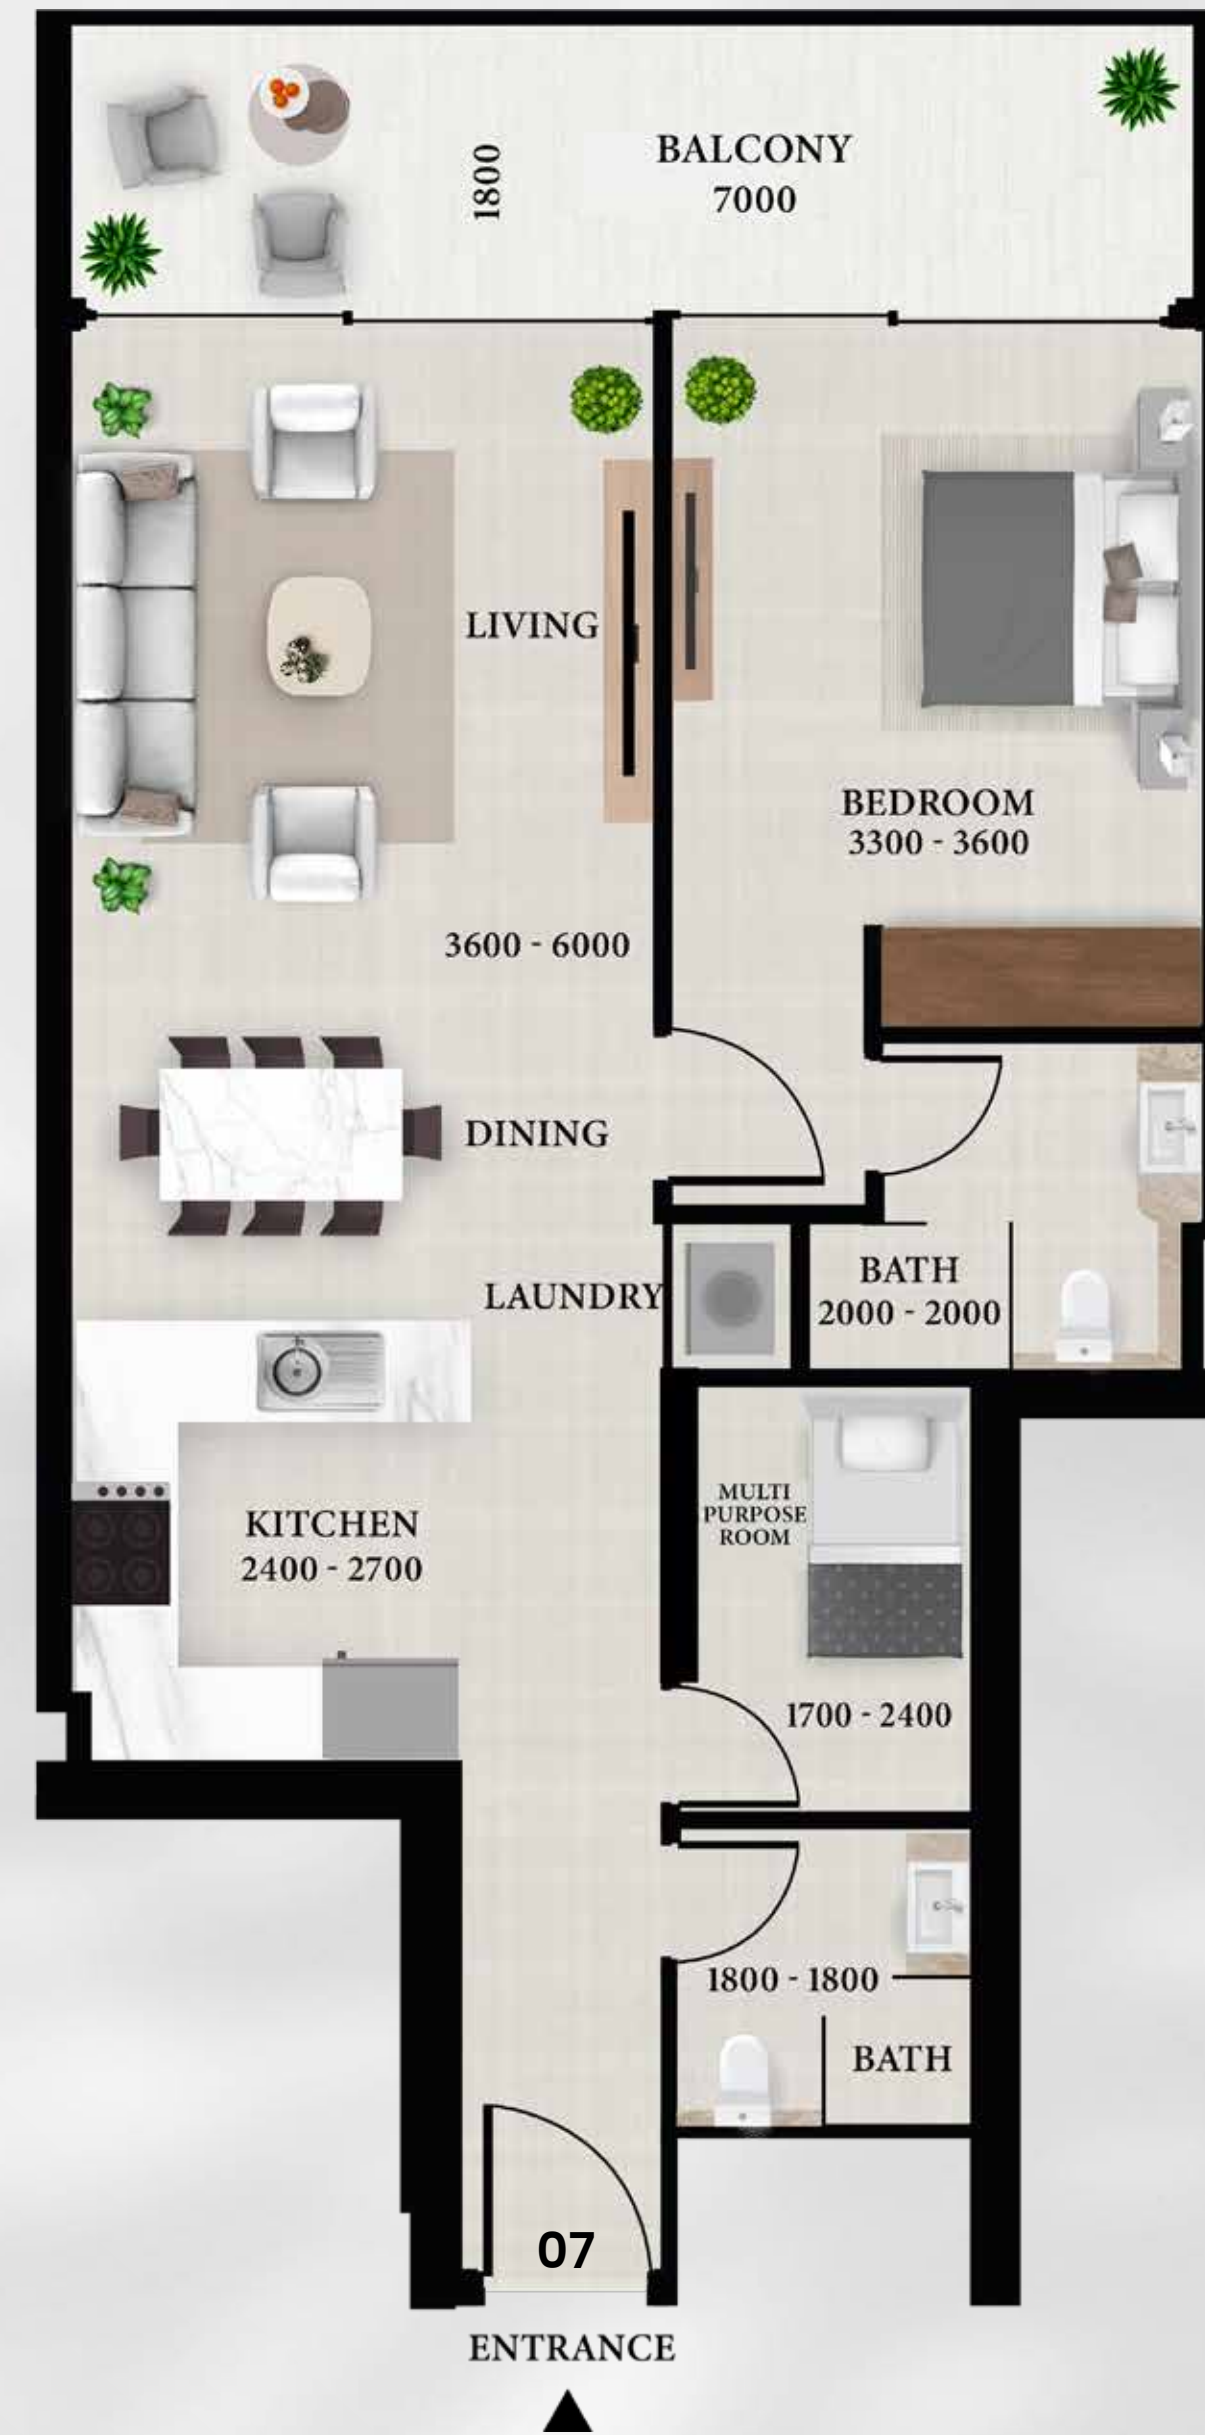 BALCONY
7000
1800
LIVING
BEDROOM
3300 - 3600
3600 - 6000
DINING
LAUNDRY
BATH
2000 - 2000
KITCHEN
2400 - 2700
MULTI
PURPOSE
ROOM
1700 - 2400
1800 - 1800
BATH
07
ENTRANCE